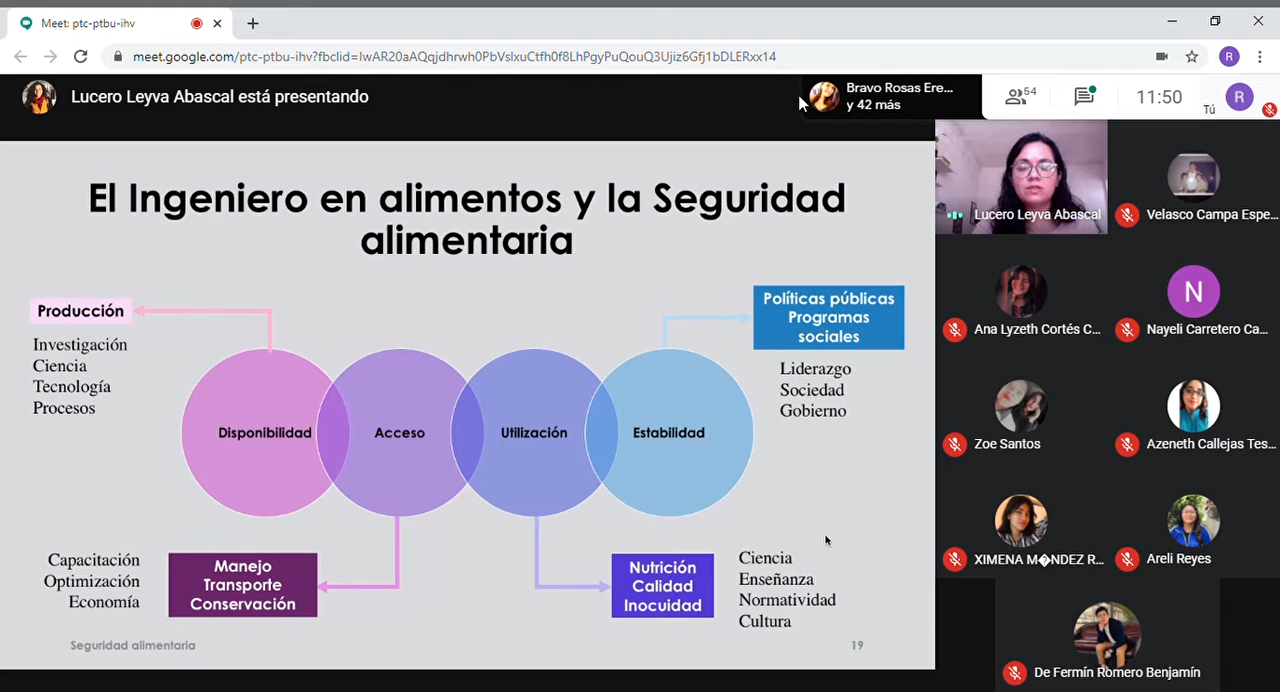 Meet: ptc-ptbu-ihv
meet.google.com/ptc-ptbu-ihv?fbclid=IwAR20aAQqjdhrwh0PbVslxuCtfh0f8LhPgyPuQouQ3Ujiz6Gfj1bDLERxx14
R
Lucero Leyva Abascal está presentando
Bravo Rosas Ere...
y 42 más
54
11:50
Tú
R
El Ingeniero en alimentos y la Seguridad
alimentaria
Producción
Investigación
Ciencia
Tecnología
Procesos
Políticas públicas
Programas
sociales
Liderazgo
Sociedad
Gobierno
Disponibilidad
Acceso
Utilización
Estabilidad
Capacitación
Optimización
Economía
Manejo
Transporte
Conservación
Nutrición
Calidad
Inocuidad
Ciencia
Enseñanza
Normatividad
Cultura
Seguridad alimentaria
19
Lucero Leyva Abascal
Velasco Campa Espe...
Ana Lyzeth Cortés C...
N
Nayeli Carretero Ca...
Zoe Santos
Azeneth Callejas Tes...
XIMENA M�NDEZ R...
Areli Reyes
De Fermín Romero Benjamín